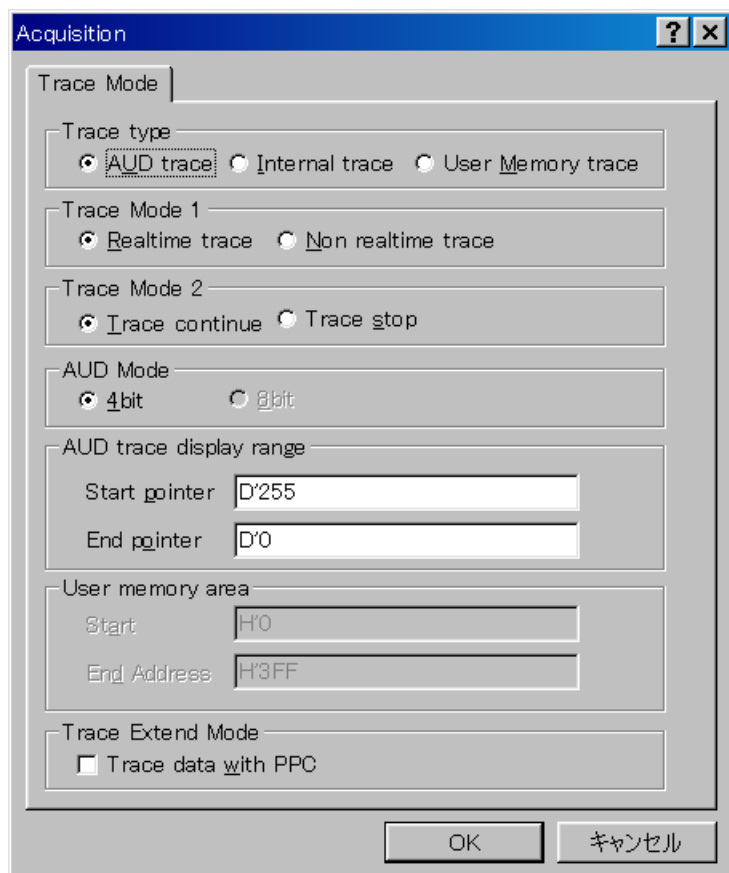 Acquisition
Trace Mode
Trace type
AUD trace Internal trace User Memory trace
Trace Mode 1
Realtime trace Non realtime trace
Trace Mode 2
Trace continue Trace stop
AUD Mode
4bit 8bit
AUD trace display range
Start pointer D'255
End pointer D'0
User memory area
Start H'0
End Address H'3FF
Trace Extend Mode
Trace data with PPC
OK キャンセル